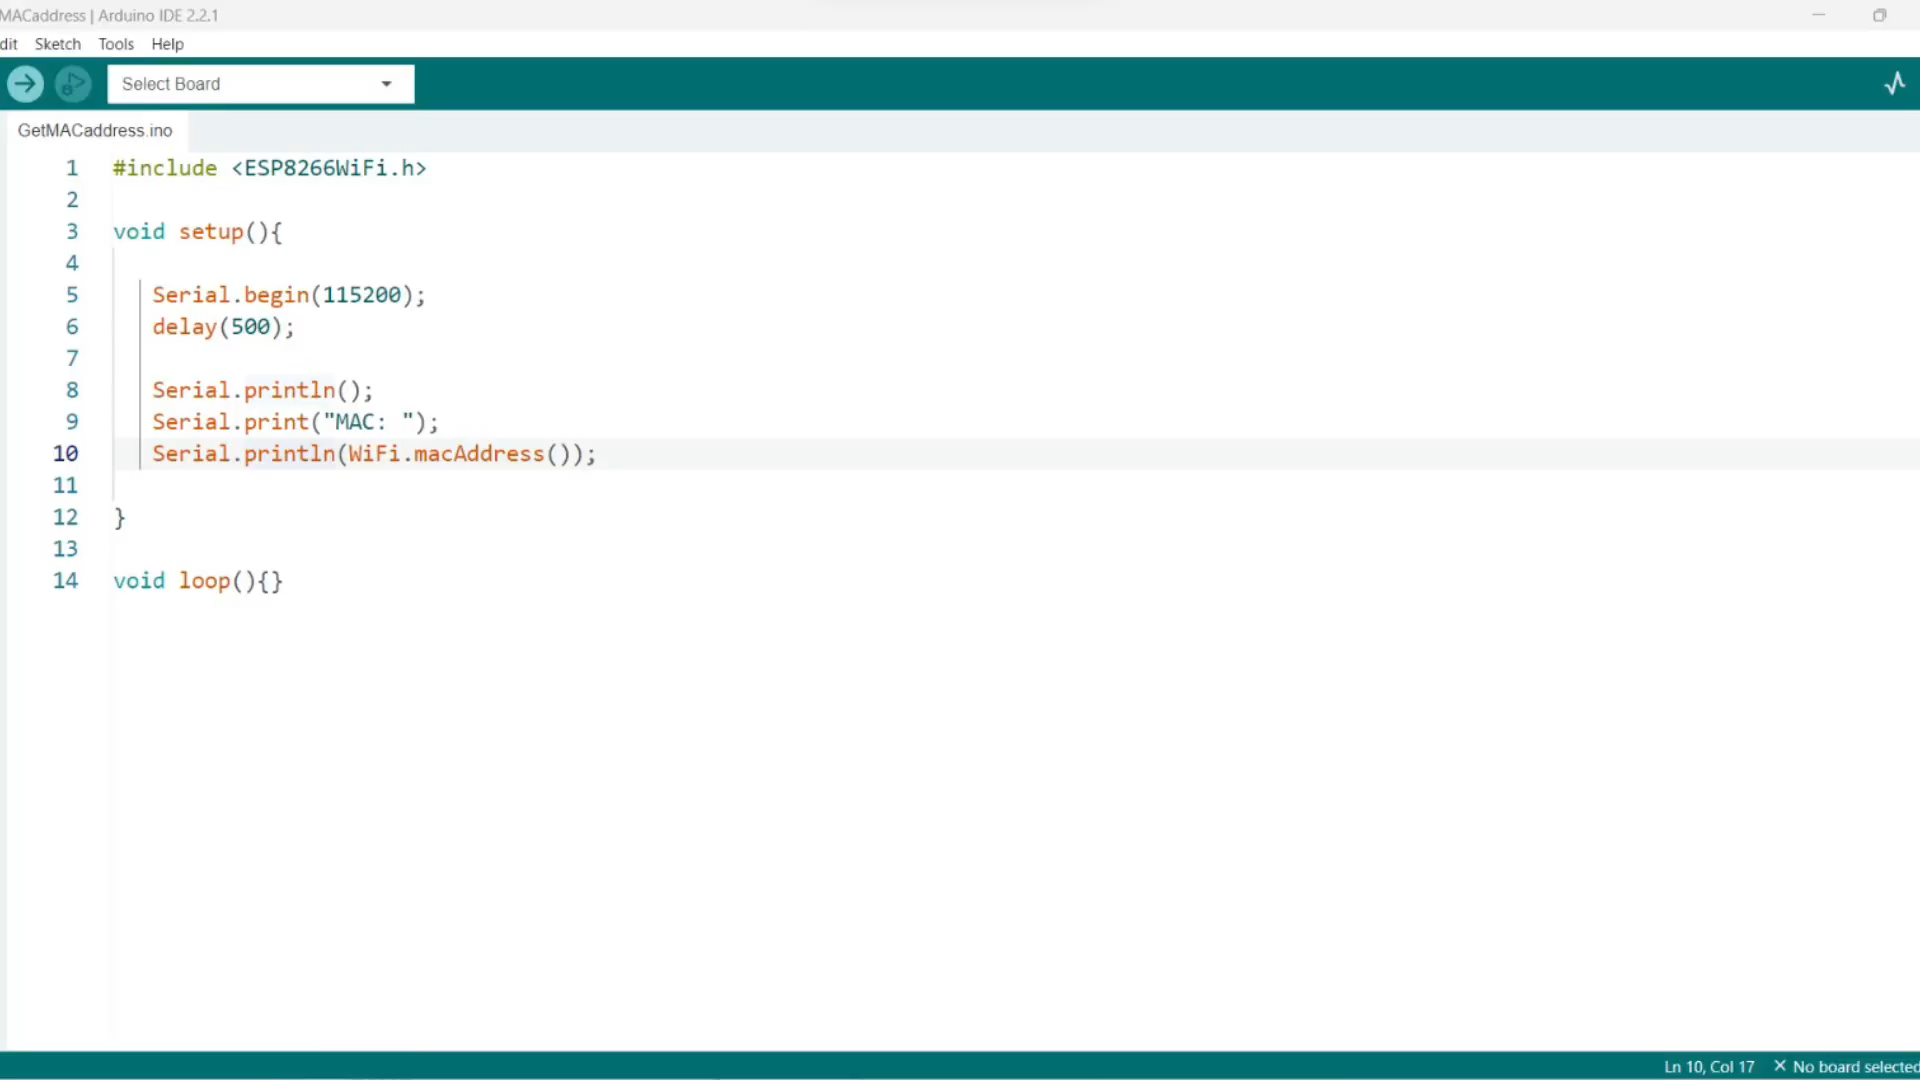 MACaddress | Arduino IDE 2.2.1
dit Sketch Tools Help
Select Board
GetMACaddress.ino
1 #include <ESP8266WiFi.h>
2
3 void setup(){
4
5 Serial.begin(115200);
6 delay(500);
7
8 Serial.println();
9 Serial.print("MAC: ");
10 Serial.println(WiFi.macAddress());
11
12 }
13
14 void loop(){}
Ln 10, Col 17 × No board selected